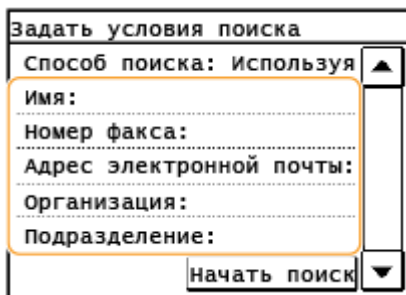 Задать условия поиска
Способ поиска: Используя
Имя:
Номер факса:
Адрес электронной почты:
Организация:
Подразделение:
Начать поиск